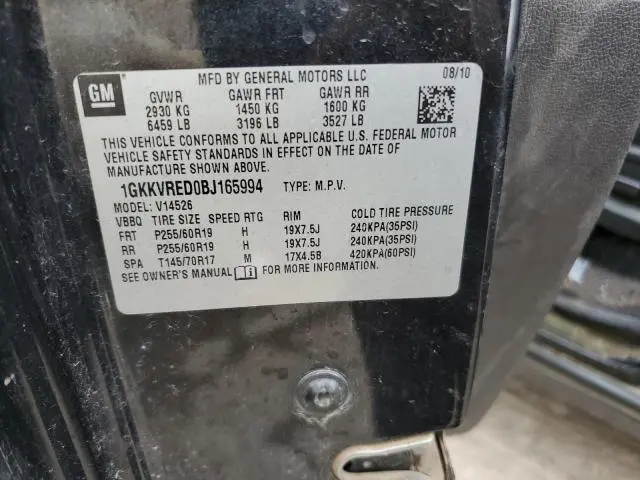 GM
MFD BY GENERAL MOTORS LLC 08/10
GVWR GAWR FRT GAWR RR
2930 KG 1450 KG 1600 KG
6459 LB 3196 LB 3527 LB
THIS VEHICLE CONFORMS TO ALL APPLICABLE U.S. FEDERAL MOTOR
VEHICLE SAFETY STANDARDS IN EFFECT ON THE DATE OF
MANUFACTURE SHOWN ABOVE.
1GKKVRED0BJ165994 TYPE: M.P.V.
MODEL: V14526
VBBQ TIRE SIZE SPEED RTG RIM COLD TIRE PRESSURE
FRT P255/60R19 H 19X7.5J 240KPA(35PSI)
RR P255/60R19 H 19X7.5J 240KPA(35PSI)
SPA T145/70R17 M 17X4.5B 420KPA(60PSI)
SEE OWNER'S MANUAL FOR MORE INFORMATION.